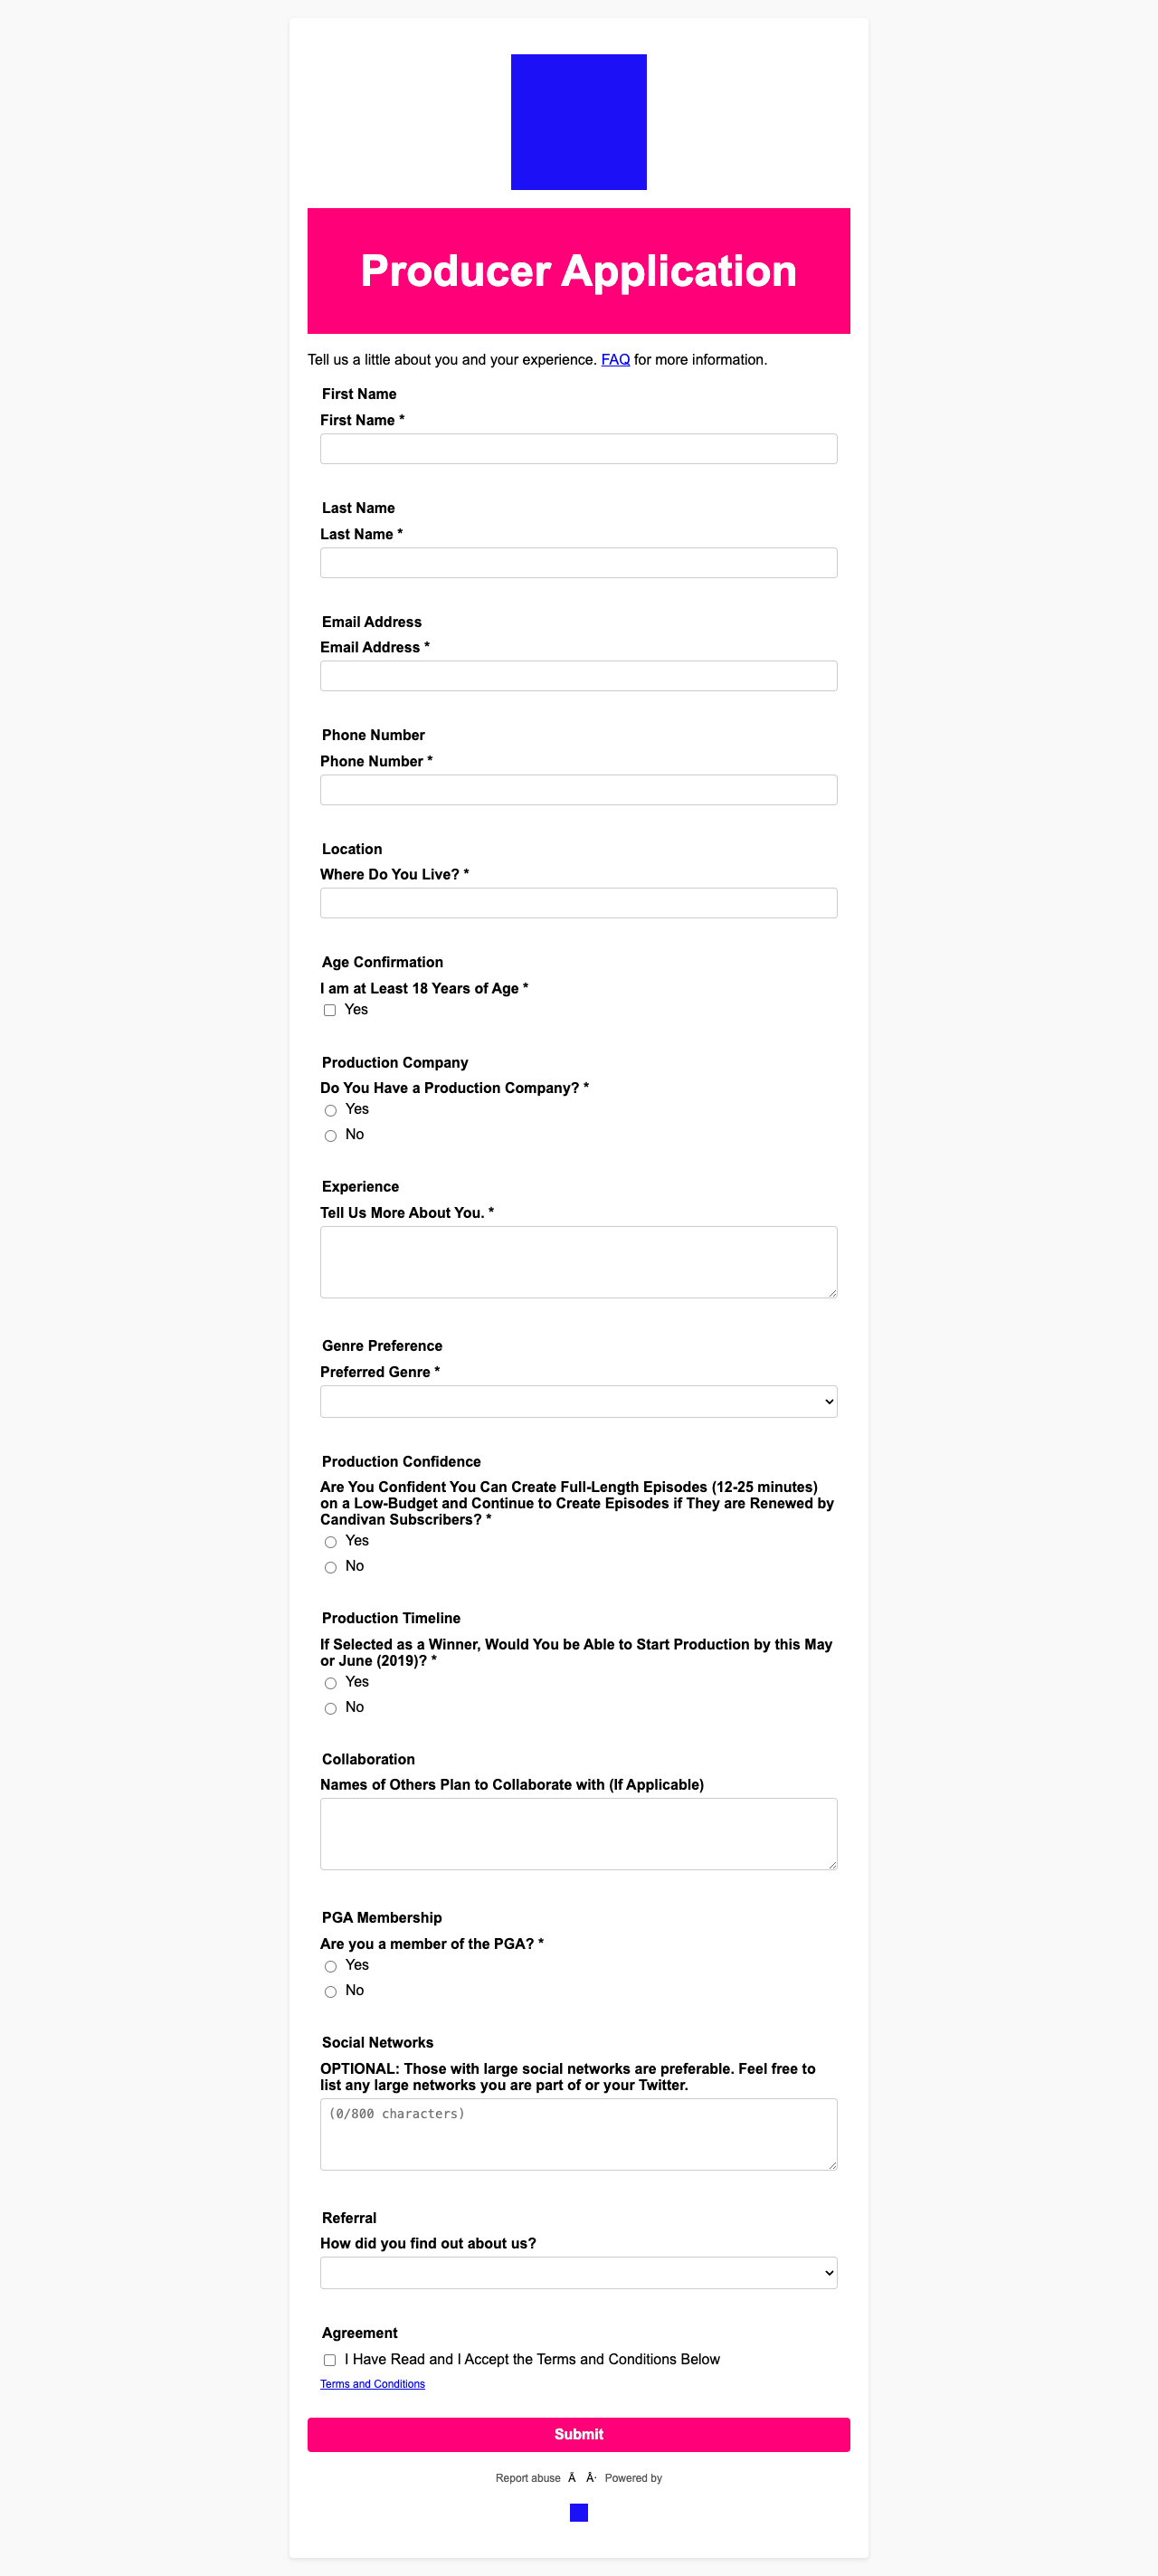 Producer Application
Tell us a little about you and your experience. FAQ for more information.
First Name
First Name *
Last Name
Last Name *
Email Address
Email Address *
Phone Number
Phone Number *
Location
Where Do You Live? *
Age Confirmation
I am at Least 18 Years of Age *
Yes
Production Company
Do You Have a Production Company? *
Yes
No
Experience
Tell Us More About You. *
Genre Preference
Preferred Genre *
Production Confidence
Are You Confident You Can Create Full-Length Episodes (12-25 minutes)
on a Low-Budget and Continue to Create Episodes if They are Renewed by
Candivan Subscribers? *
Yes
No
Production Timeline
If Selected as a Winner, Would You be Able to Start Production by this May
or June (2019)? *
Yes
No
Collaboration
Names of Others Plan to Collaborate with (If Applicable)
PGA Membership
Are you a member of the PGA? *
Yes
No
Social Networks
OPTIONAL: Those with large social networks are preferable. Feel free to
list any large networks you are part of or your Twitter.
(0/800 characters)
Referral
How did you find out about us?
Agreement
I Have Read and I Accept the Terms and Conditions Below
Terms and Conditions
Submit
Report abuse Ã Â· Powered by